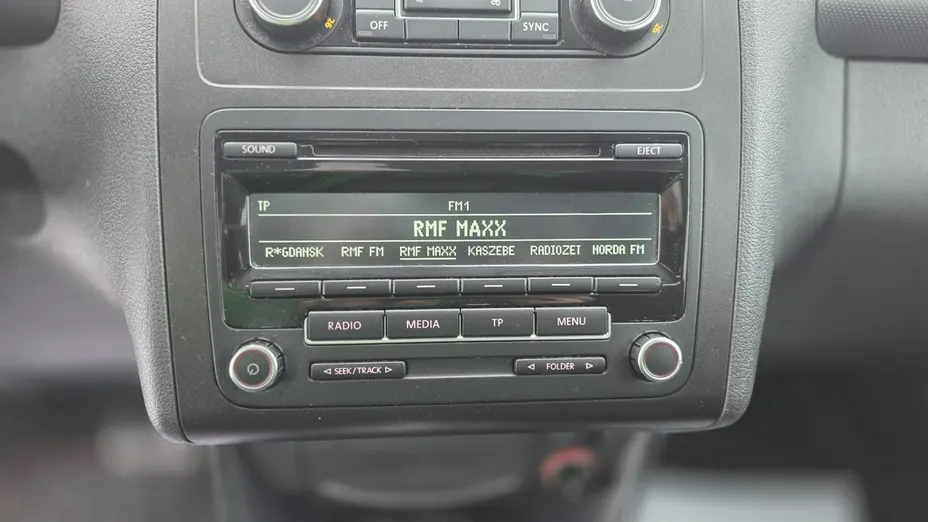 OFF SYNC
SOUND EJECT
TP FM1
RMF MAXX
R*GDANSK RMF FM RMF MAXX KASZEBE RADIOZET NORDA FM
RADIO MEDIA TP MENU
◁ SEEK/TRACK ▷ ◁ FOLDER ▷